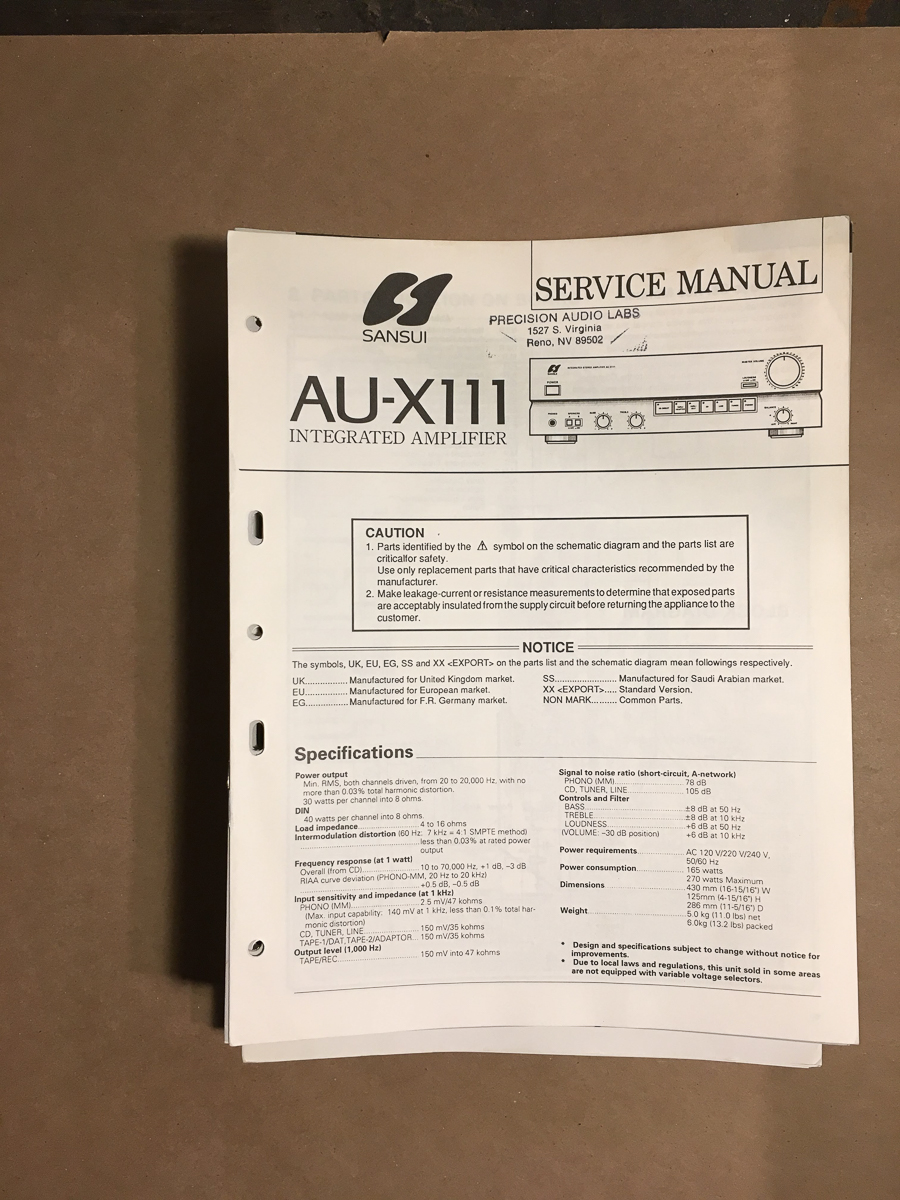 SERVICE MANUAL
SANSUI
PRECISION AUDIO LABS
1527 S. Virginia
Reno, NV 89502
AU-X111
INTEGRATED AMPLIFIER
POWER
CAUTION
1. Parts identified by the ⚠ symbol on the schematic diagram and the parts list are
criticalfor safety.
Use only replacement parts that have critical characteristics recommended by the
manufacturer.
2. Make leakage-current or resistance measurements to determine that exposed parts
are acceptably insulated from the supply circuit before returning the appliance to the
customer.
NOTICE
The symbols, UK, EU, EG, SS and XX <EXPORT> on the parts list and the schematic diagram mean followings respectively.
UK................ Manufactured for United Kingdom market.
EU................ Manufactured for European market.
EG................ Manufactured for F.R. Germany market.
SS........................ Manufactured for Saudi Arabian market.
XX <EXPORT>..... Standard Version.
NON MARK.......... Common Parts.
Specifications
Power output
Min. RMS, both channels driven, from 20 to 20,000 Hz, with no
more than 0.03% total harmonic distortion.
30 watts per channel into 8 ohms.
DIN
40 watts per channel into 8 ohms.
Load impedance..................... 4 to 16 ohms
Intermodulation distortion (60 Hz: 7 kHz = 4:1 SMPTE method)
..................... less than 0.03% at rated power
output
Frequency response (at 1 watt)
Overall (from CD)..................... 10 to 70,000 Hz, +1 dB, –3 dB
RIAA curve deviation (PHONO-MM, 20 Hz to 20 kHz)
..................... +0.5 dB, –0.5 dB
Input sensitivity and impedance (at 1 kHz)
PHONO (MM)..................... 2.5 mV/47 kohms
(Max. input capability: 140 mV at 1 kHz, less than 0.1% total har-
monic distortion)
CD, TUNER, LINE..................... 150 mV/35 kohms
TAPE-1/DAT,TAPE-2/ADAPTOR... 150 mV/35 kohms
Output level (1,000 Hz)
TAPE/REC..................... 150 mV into 47 kohms
Signal to noise ratio (short-circuit, A-network)
PHONO (MM)..................... 78 dB
CD, TUNER, LINE..................... 105 dB
Controls and Filter
BASS..................... ±8 dB at 50 Hz
TREBLE..................... ±8 dB at 10 kHz
LOUDNESS..................... +6 dB at 50 Hz
(VOLUME: –30 dB position) +6 dB at 10 kHz
Power requirements............... AC 120 V/220 V/240 V,
50/60 Hz
Power consumption............... 165 watts
270 watts Maximum
Dimensions..................... 430 mm (16-15/16") W
125mm (4-15/16") H
286 mm (11-5/16") D
Weight..................... 5.0 kg (11.0 lbs) net
6.0kg (13.2 lbs) packed
* Design and specifications subject to change without notice for
improvements.
* Due to local laws and regulations, this unit sold in some areas
are not equipped with variable voltage selectors.